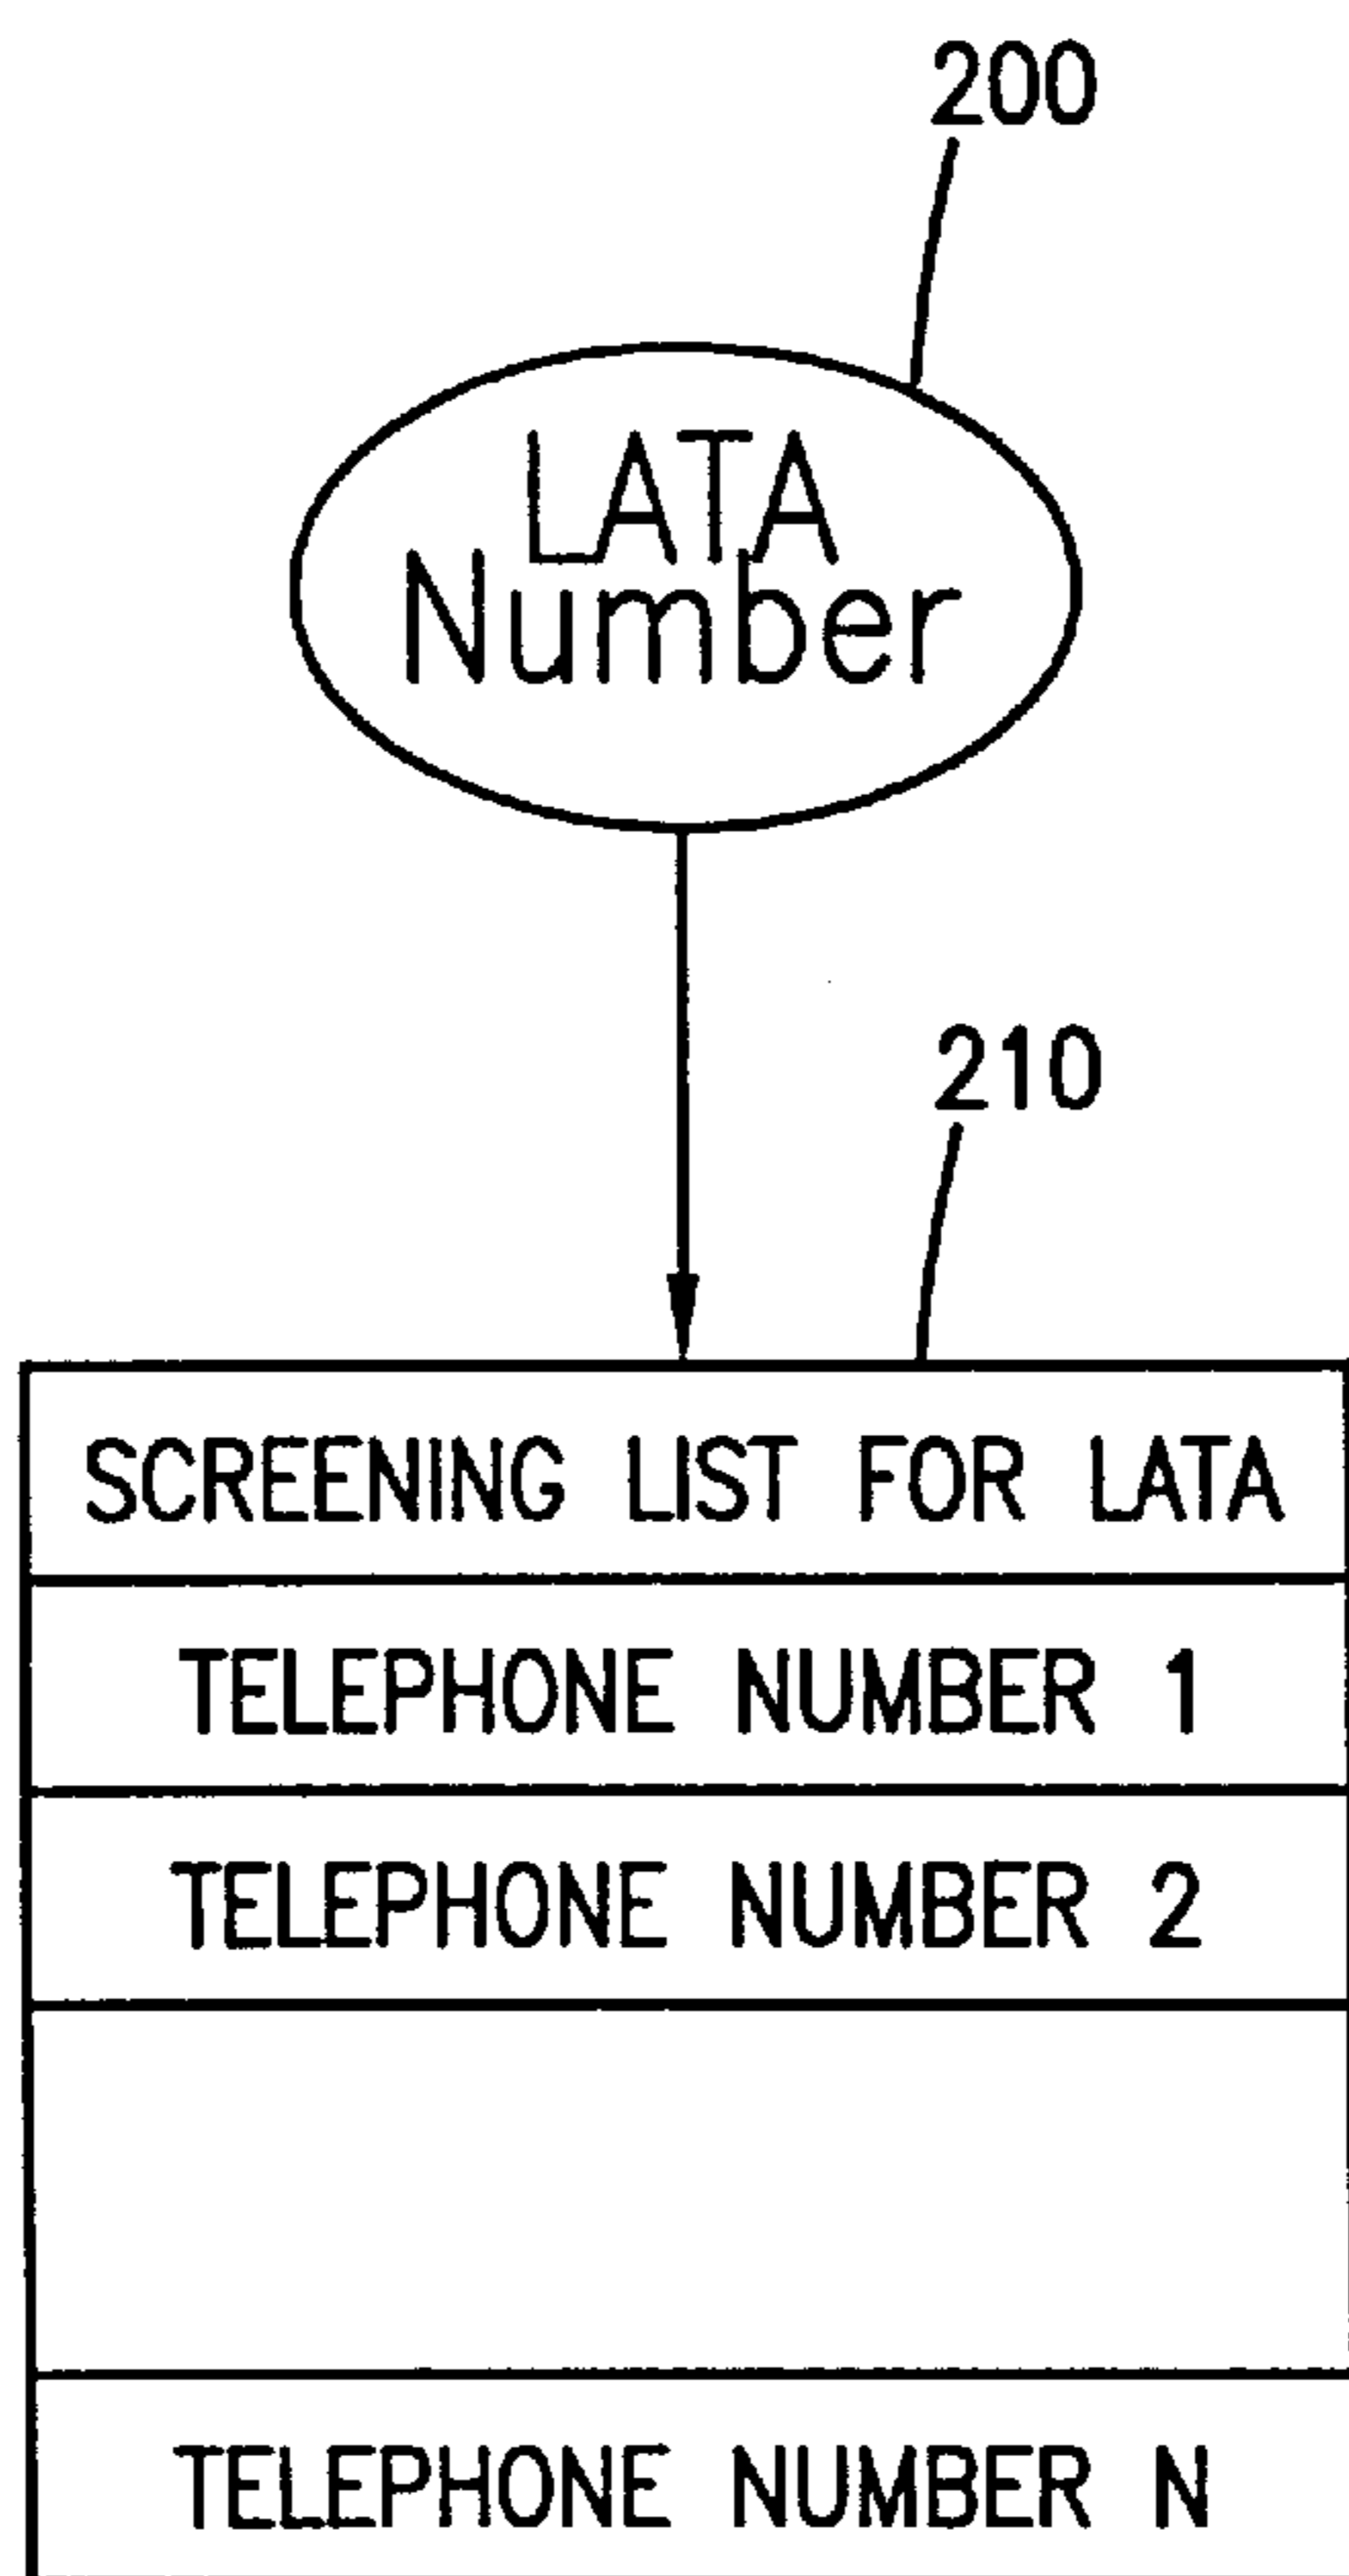 200
LATA
Number
210
SCREENING LIST FOR LATA
TELEPHONE NUMBER 1
TELEPHONE NUMBER 2
TELEPHONE NUMBER N